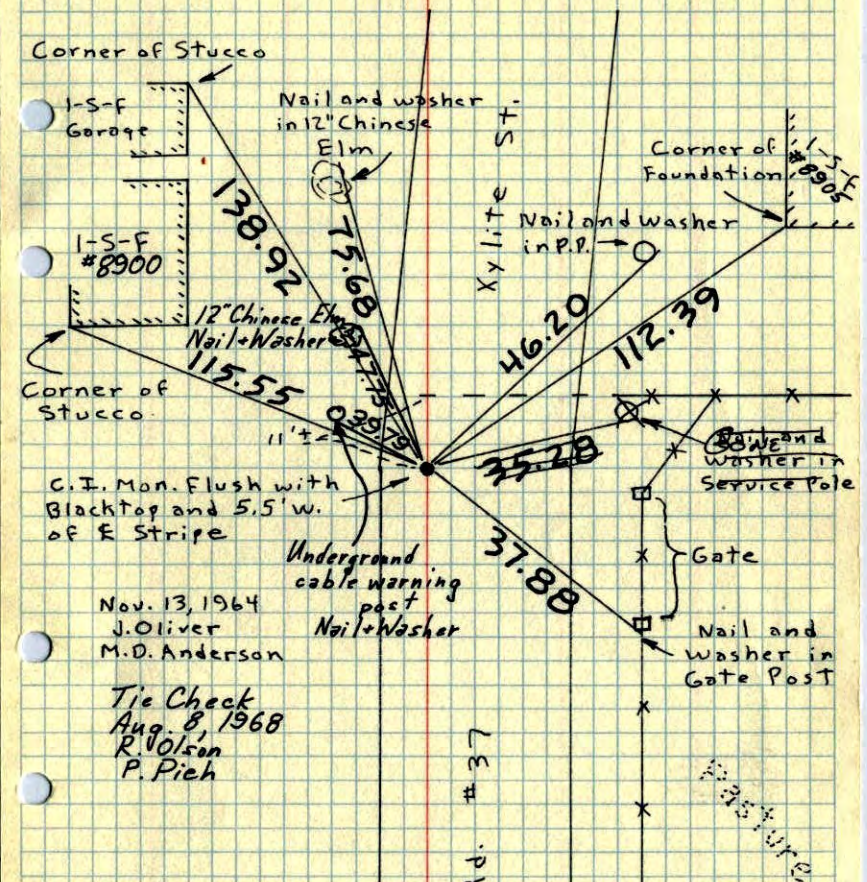 Corner of Stucco
1-S-F
Garage
Nail and washer
in 12" Chinese
Elm
Xylite St.
Corner of
Foundation
1-S-F
#8905
138.92
75.68
Nail and Washer
in P.P.
1-S-F
#8900
12" Chinese Elm
Nail + Washer
47.75
46.20
112.39
115.55
Corner of
Stucco
39.79
11'±
35.28
GONE
Washer in
Service Pole
C.I. Mon. Flush with
Blacktop and 5.5' W.
of ℄ Stripe
Underground
cable warning
post
Nail + Washer
37.88
Gate
Nov. 13, 1964
J. Oliver
M.D. Anderson
Nail and
Washer in
Gate Post
Tie Check
Aug. 8, 1968
R. Olson
P. Pieh
#37
Pasture